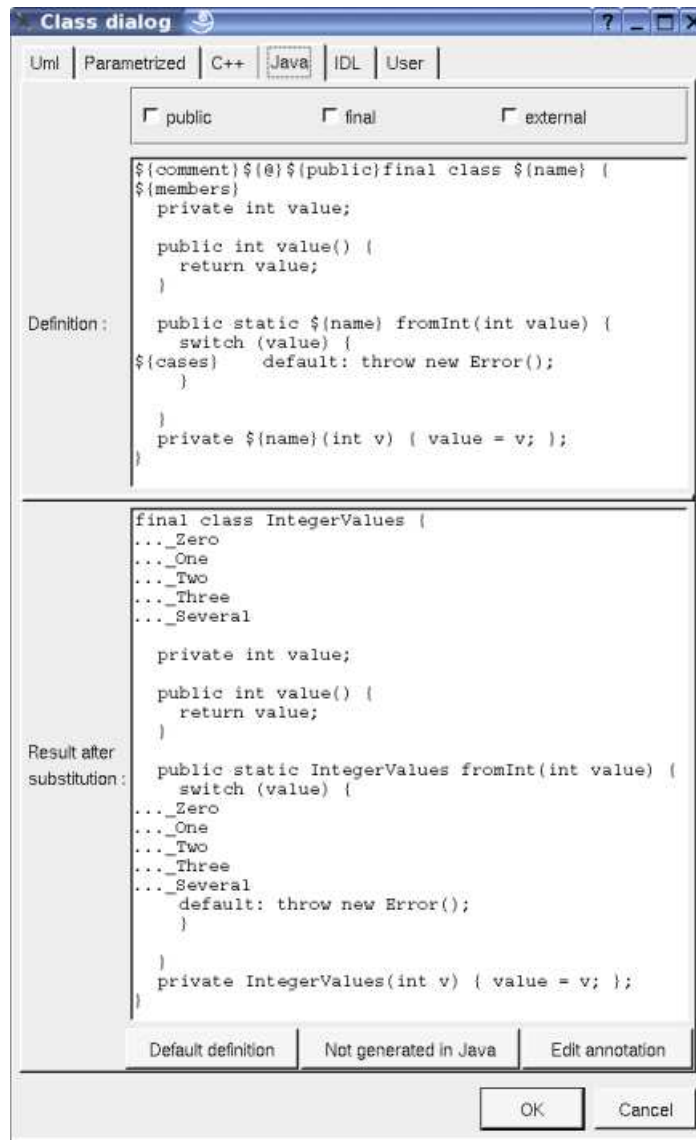 Class dialog
?
Uml Parametrized C++ Java IDL User
public final external
Definition :
${comment}${@}${public}final class ${name} {
${members}
  private int value;

  public int value() {
    return value;
  }

  public static ${name} fromInt(int value) {
    switch (value) {
${cases}    default: throw new Error();
    }

  }
  private ${name}(int v) { value = v; };
}
Result after
substitution :
final class IntegerValues {
..._Zero
..._One
..._Two
..._Three
..._Several

  private int value;

  public int value() {
    return value;
  }

  public static IntegerValues fromInt(int value) {
    switch (value) {
..._Zero
..._One
..._Two
..._Three
..._Several
    default: throw new Error();
    }

  }
  private IntegerValues(int v) { value = v; };
}
Default definition Not generated in Java Edit annotation
OK Cancel